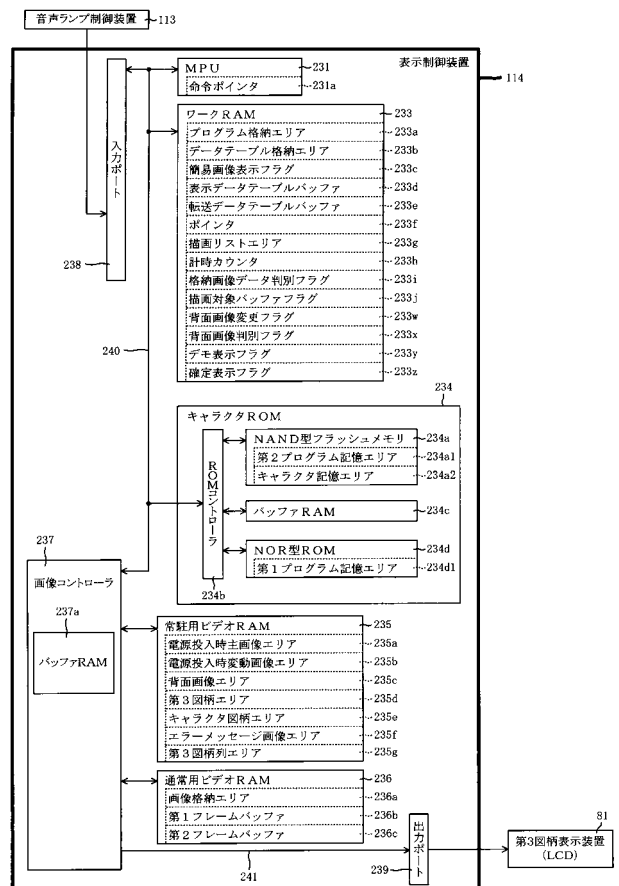 音声ランプ制御装置 113
表示制御装置
114
MPU 231
命令ポインタ 231a
入力ポート
238
ワークRAM 233
プログラム格納エリア 233a
データテーブル格納エリア 233b
簡易画像表示フラグ 233c
表示データテーブルバッファ 233d
転送データテーブルバッファ 233e
ポインタ 233f
描画リストエリア 233g
計時カウンタ 233h
格納画像データ判別フラグ 233i
描画対象バッファフラグ 233j
背面画像変更フラグ 233w
背面画像判別フラグ 233x
デモ表示フラグ 233y
確定表示フラグ 233z
240
234
キャラクタROM
ROMコントローラ
234b
NAND型フラッシュメモリ 234a
第2プログラム記憶エリア 234a1
キャラクタ記憶エリア 234a2
バッファRAM 234c
NOR型ROM 234d
第1プログラム記憶エリア 234d1
237
画像コントローラ
237a
バッファRAM
常駐用ビデオRAM 235
電源投入時主画像エリア 235a
電源投入時変動画像エリア 235b
背面画像エリア 235c
第3図柄エリア 235d
キャラクタ図柄エリア 235e
エラーメッセージ画像エリア 235f
第3図柄列エリア 235g
通常用ビデオRAM 236
画像格納エリア 236a
第1フレームバッファ 236b
第2フレームバッファ 236c
241
出力ポート
239
81
第3図柄表示装置
(LCD)